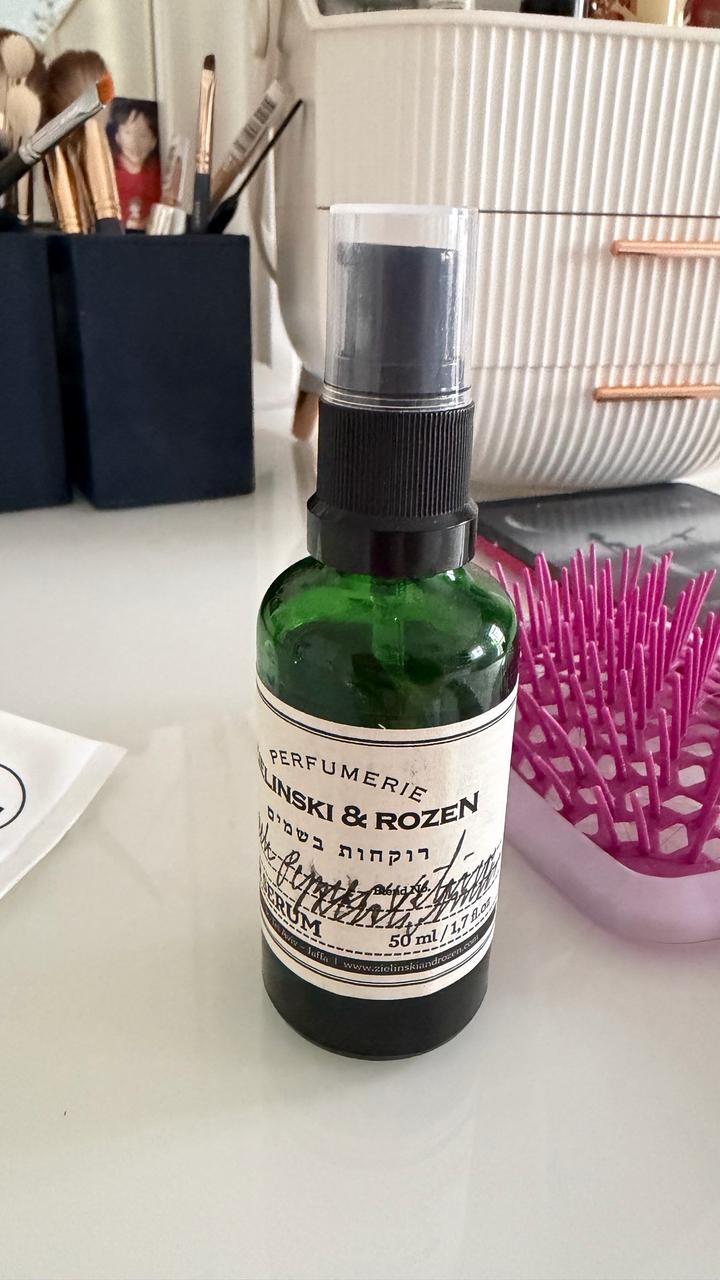 PERFUMERIE
ELINSKI & ROZEN
רוקחות בשמים
Blend No.
SERUM
50 ml / 1,7 fl.oz
Aviv - Jaffa | www.zielinskiandrozen.com